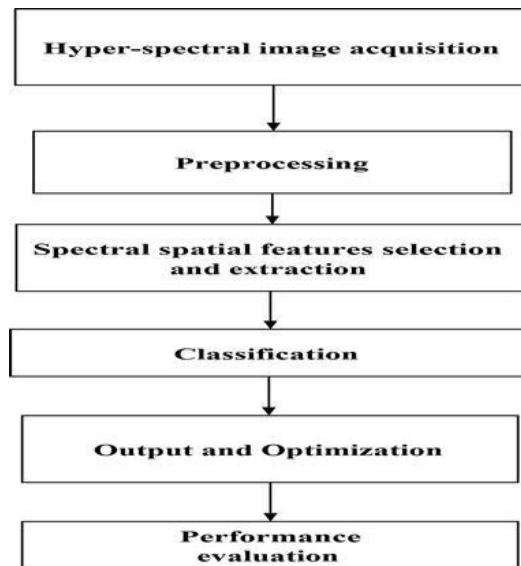 Hyper-spectral image acquisition
Preprocessing
Spectral spatial features selection
and extraction
Classification
Output and Optimization
Performance
evaluation